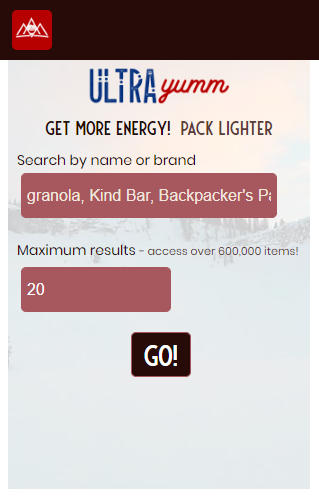 ULTRA yumm
GET MORE ENERGY! PACK LIGHTER
Search by name or brand
granola, Kind Bar, Backpacker's Pa
Maximum results - access over 600,000 items!
20
GO!